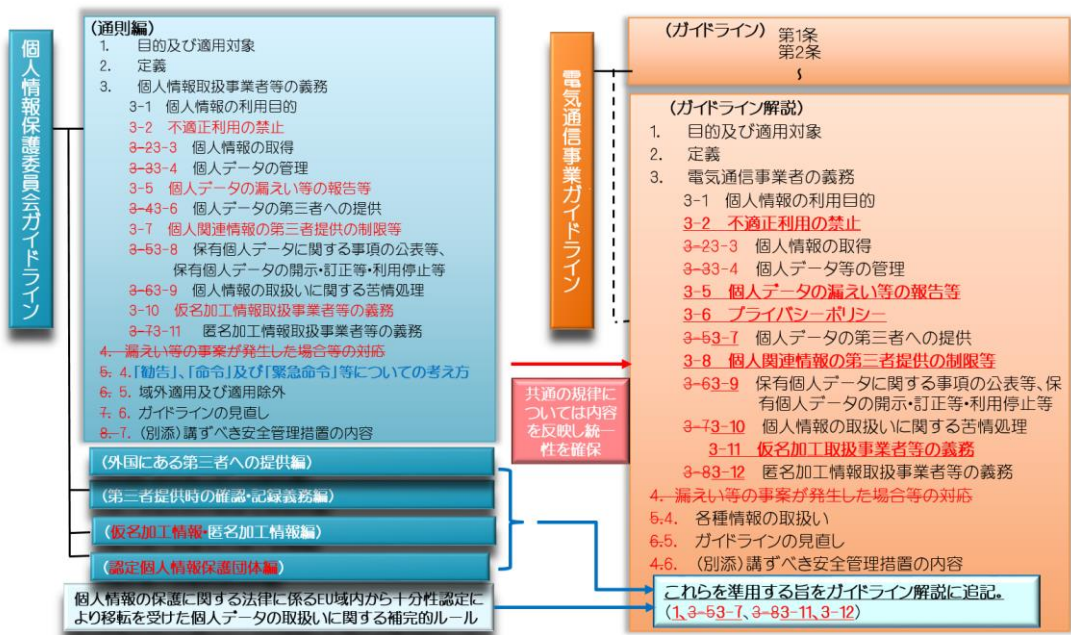 個人情報保護委員会ガイドライン
(通則編)
1. 目的及び適用対象
2. 定義
3. 個人情報取扱事業者等の義務
3-1 個人情報の利用目的
3-2 不適正利用の禁止
3-23-3 個人情報の取得
3-33-4 個人データの管理
3-5 個人データの漏えい等の報告等
3-43-6 個人データの第三者への提供
3-7 個人関連情報の第三者提供の制限等
3-53-8 保有個人データに関する事項の公表等、
保有個人データの開示・訂正等・利用停止等
3-63-9 個人情報の取扱いに関する苦情処理
3-10 仮名加工情報取扱事業者等の義務
3-73-11 匿名加工情報取扱事業者等の義務
4. 漏えい等の事案が発生した場合等の対応
5. 4.「勧告」、「命令」及び「緊急命令」等についての考え方
6. 5. 域外適用及び適用除外
7. 6. ガイドラインの見直し
8. 7. (別添)講ずべき安全管理措置の内容
(外国にある第三者への提供編)
(第三者提供時の確認・記録義務編)
(仮名加工情報・匿名加工情報編)
(認定個人情報保護団体編)
個人情報の保護に関する法律に係るEU域内から十分性認定に
より移転を受けた個人データの取扱いに関する補完的ルール
共通の規律に
ついては内容
を反映し統一
性を確保
電気通信事業ガイドライン
(ガイドライン) 第1条
第2条
~
(ガイドライン解説)
1. 目的及び適用対象
2. 定義
3. 電気通信事業者の義務
3-1 個人情報の利用目的
3-2 不適正利用の禁止
3-23-3 個人情報の取得
3-33-4 個人データ等の管理
3-5 個人データの漏えい等の報告等
3-6 プライバシーポリシー
3-53-7 個人データの第三者への提供
3-8 個人関連情報の第三者提供の制限等
3-63-9 保有個人データに関する事項の公表等、保
有個人データの開示・訂正等・利用停止等
3-73-10 個人情報の取扱いに関する苦情処理
3-11 仮名加工取扱事業者等の義務
3-83-12 匿名加工情報取扱事業者等の義務
4. 漏えい等の事案が発生した場合等の対応
5.4. 各種情報の取扱い
6.5. ガイドラインの見直し
4.6. (別添)講ずべき安全管理措置の内容
これらを準用する旨をガイドライン解説に追記。
(1、3-53-7、3-83-11、3-12)